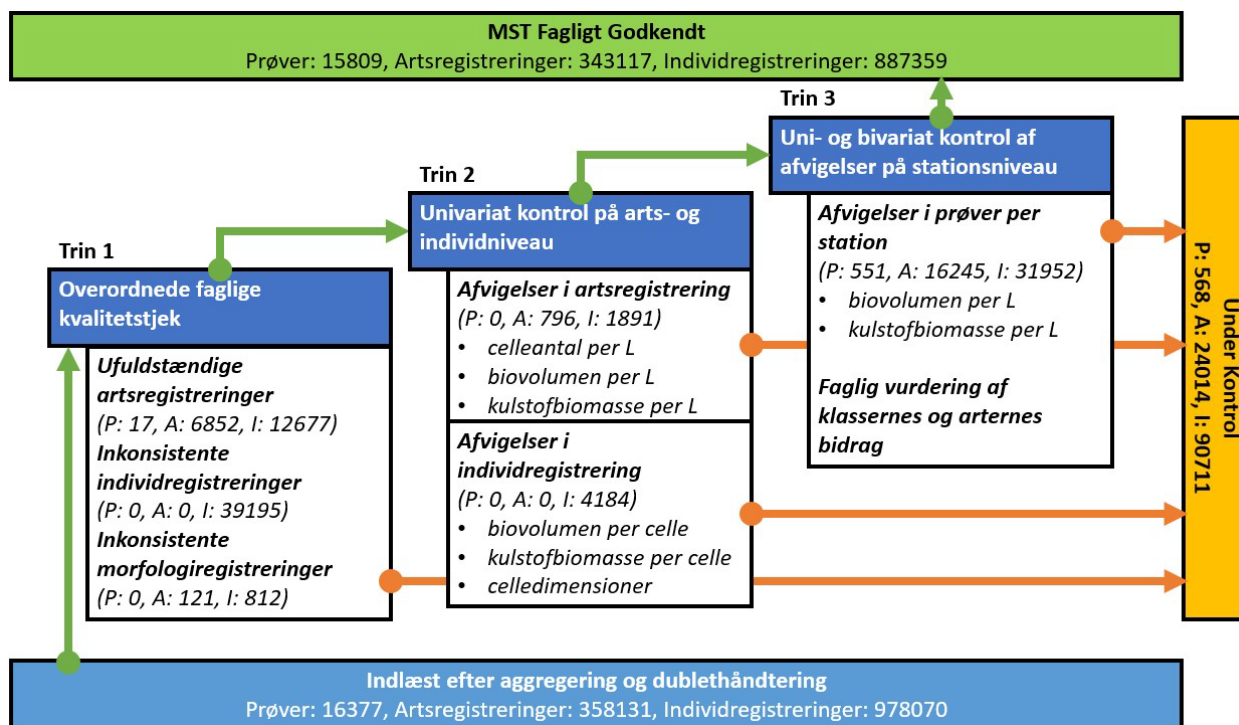 MST Fagligt Godkendt
Prøver: 15809, Artsregistreringer: 343117, Individregistreringer: 887359
Trin 3
Uni- og bivariat kontrol af
afvigelser på stationsniveau
Afvigelser i prøver per
station
(P: 551, A: 16245, I: 31952)
• biovolumen per L
• kulstofbiomasse per L
Faglig vurdering af
klassernes og arternes
bidrag
Trin 2
Univariat kontrol på arts- og
individniveau
Afvigelser i artsregistrering
(P: 0, A: 796, I: 1891)
• celleantal per L
• biovolumen per L
• kulstofbiomasse per L
Afvigelser i
individregistrering
(P: 0, A: 0, I: 4184)
• biovolumen per celle
• kulstofbiomasse per celle
• celledimensioner
Trin 1
Overordnede faglige
kvalitetstjek
Ufuldstændige
artsregistreringer
(P: 17, A: 6852, I: 12677)
Inkonsistente
individregistreringer
(P: 0, A: 0, I: 39195)
Inkonsistente
morfologiregistreringer
(P: 0, A: 121, I: 812)
Under Kontrol
P: 568, A: 24014, I: 90711
Indlæst efter aggregering og dublethåndtering
Prøver: 16377, Artsregistreringer: 358131, Individregistreringer: 978070